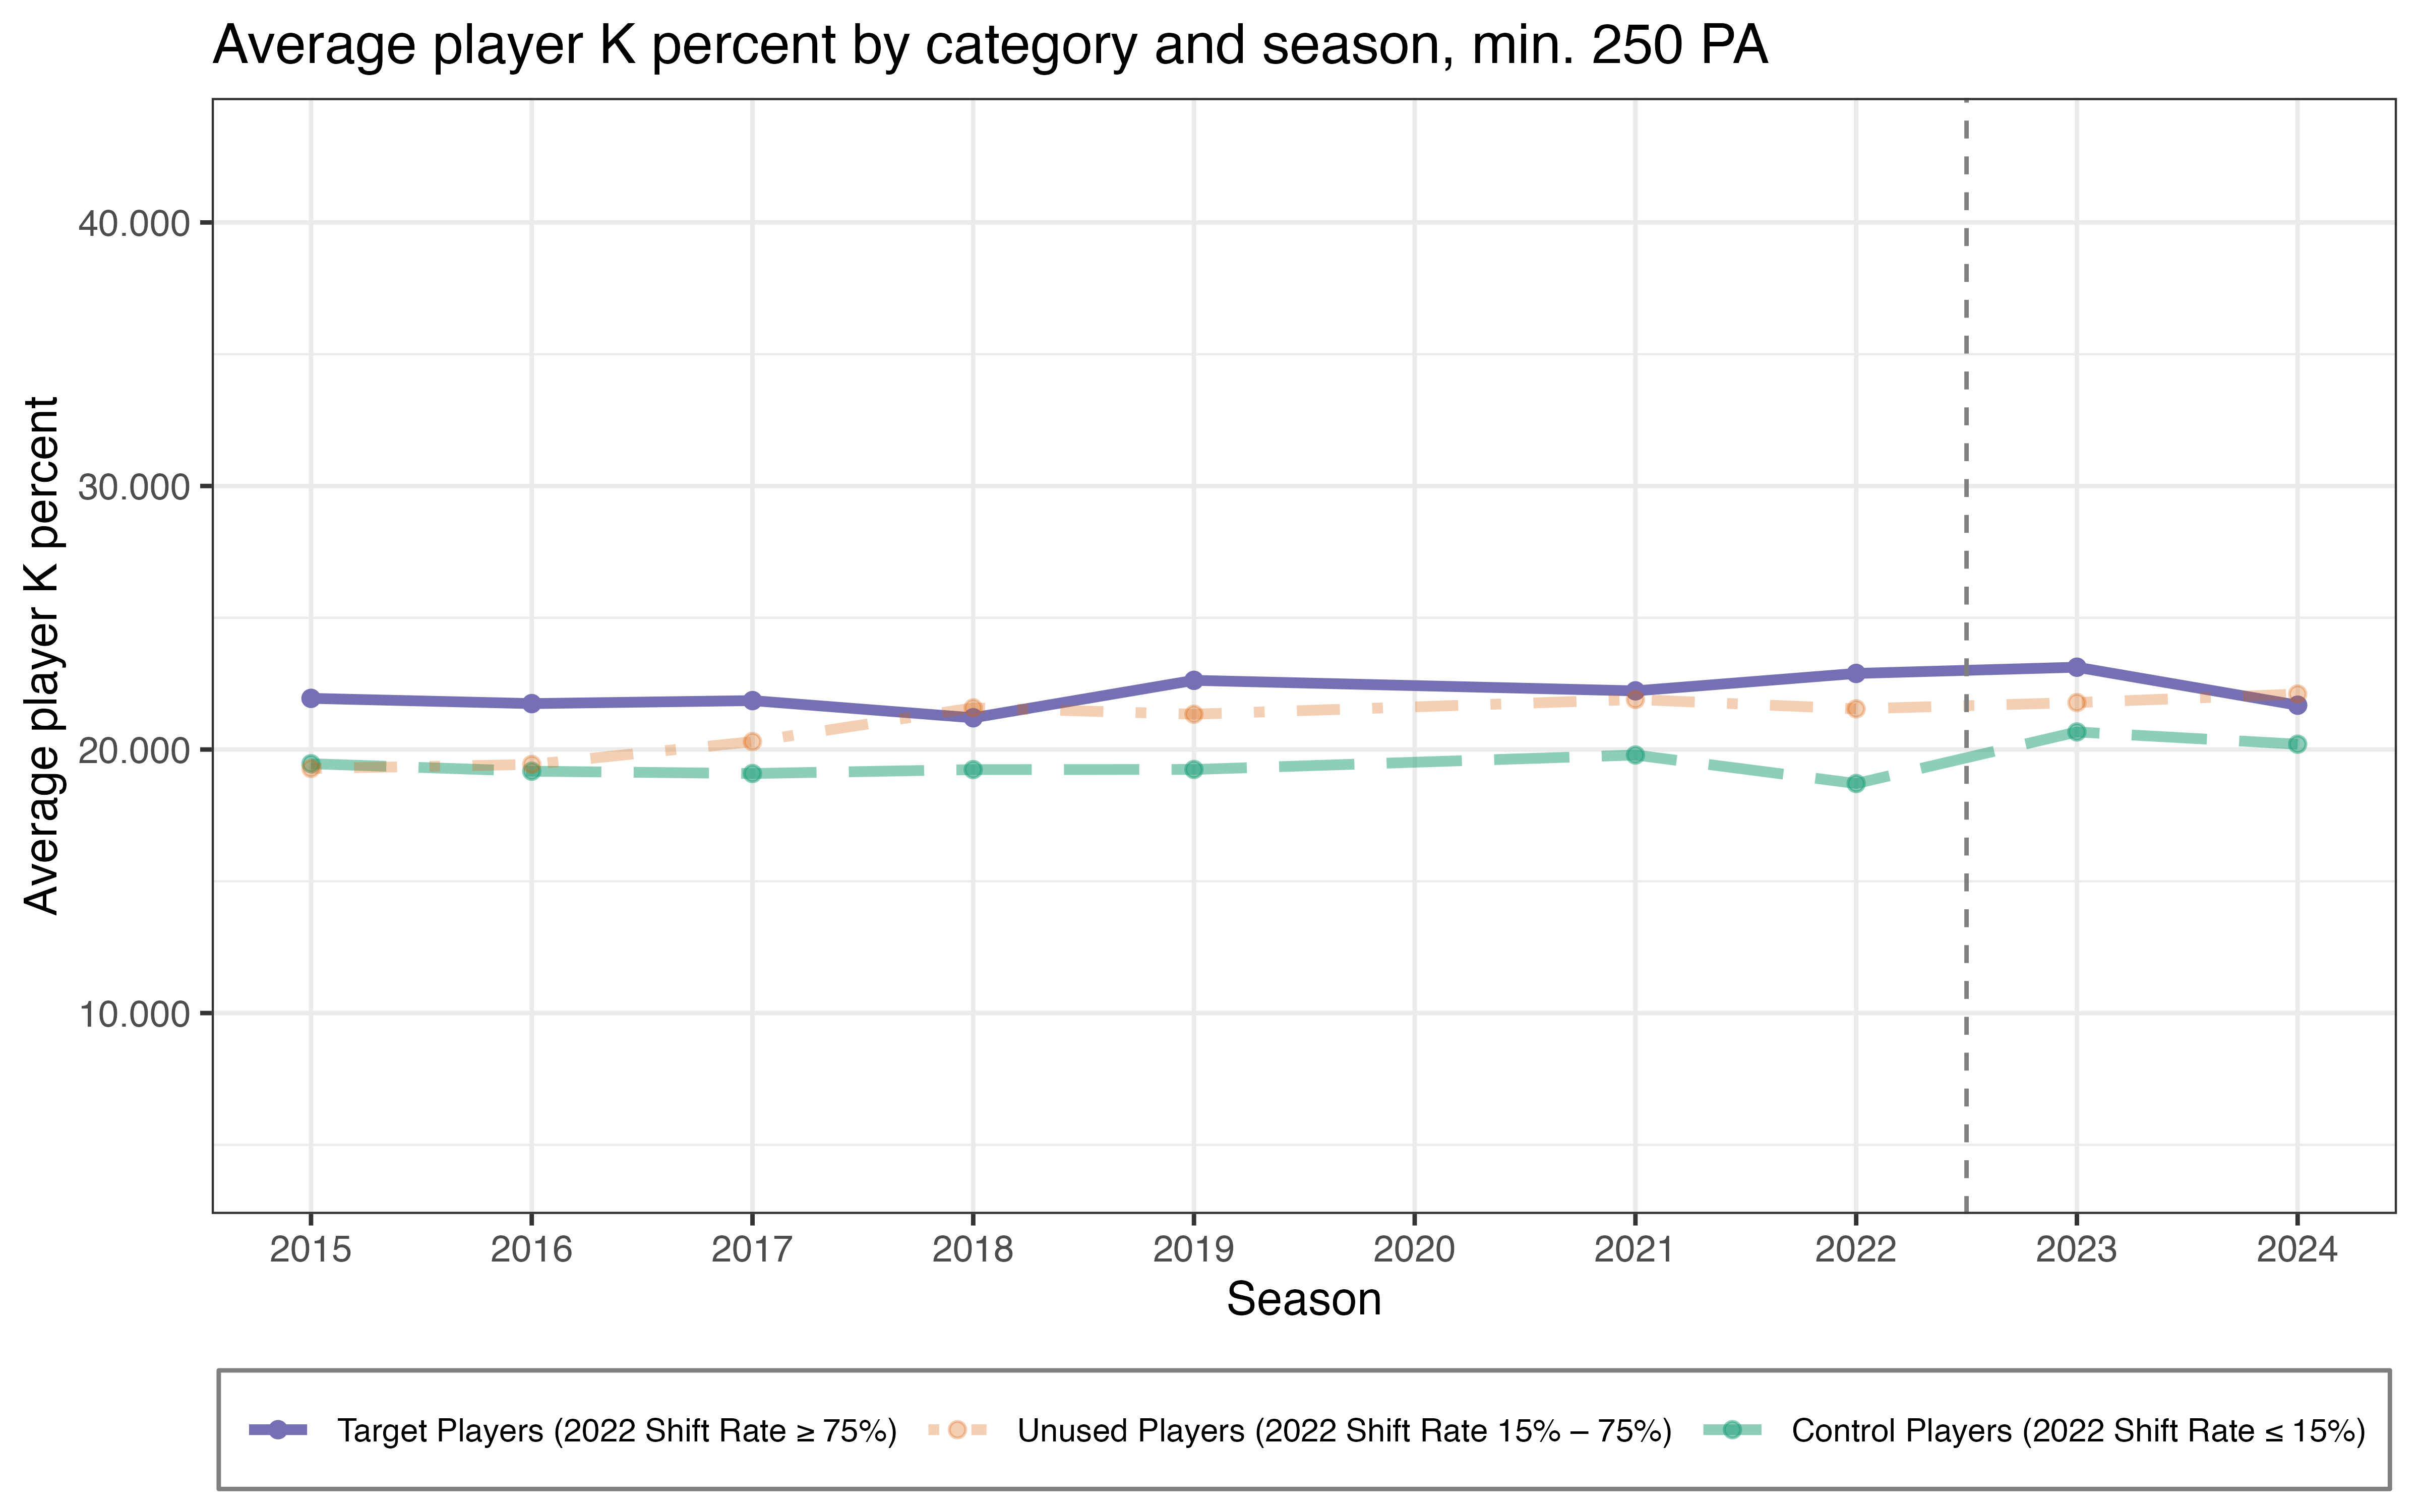 Average player K percent by category and season, min. 250 PA
Average player K percent
40.000
30.000
20.000
10.000
2015 2016 2017 2018 2019 2020 2021 2022 2023 2024
Season
Target Players (2022 Shift Rate ≥ 75%) Unused Players (2022 Shift Rate 15% – 75%) Control Players (2022 Shift Rate ≤ 15%)